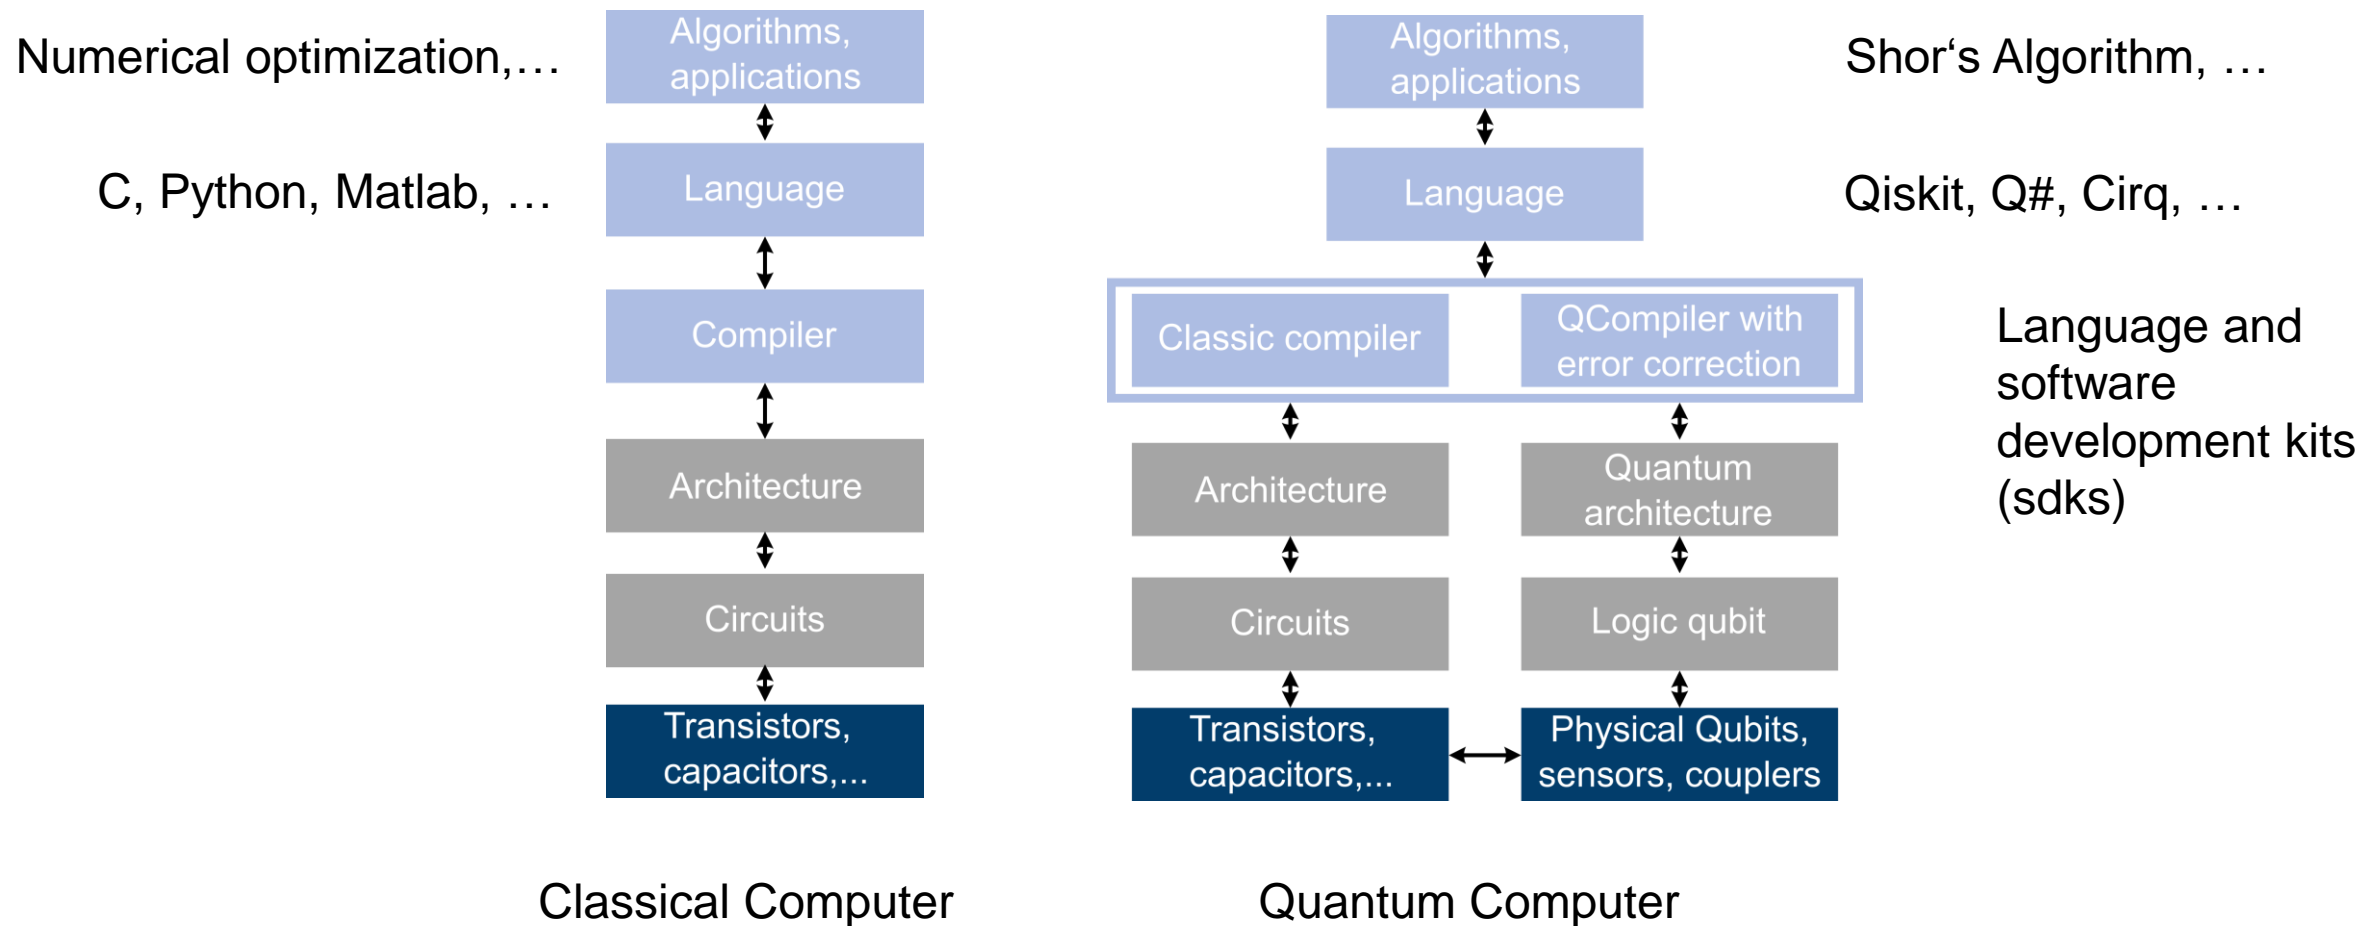 Numerical optimization,…
Algorithms,
applications
C, Python, Matlab, …
Language
Compiler
Architecture
Circuits
Transistors,
capacitors,...
Classical Computer
Algorithms,
applications
Shor‘s Algorithm, …
Language
Qiskit, Q#, Cirq, …
Classic compiler
QCompiler with
error correction
Language and
software
development kits
(sdks)
Architecture
Quantum
architecture
Circuits
Logic qubit
Transistors,
capacitors,...
Physical Qubits,
sensors, couplers
Quantum Computer